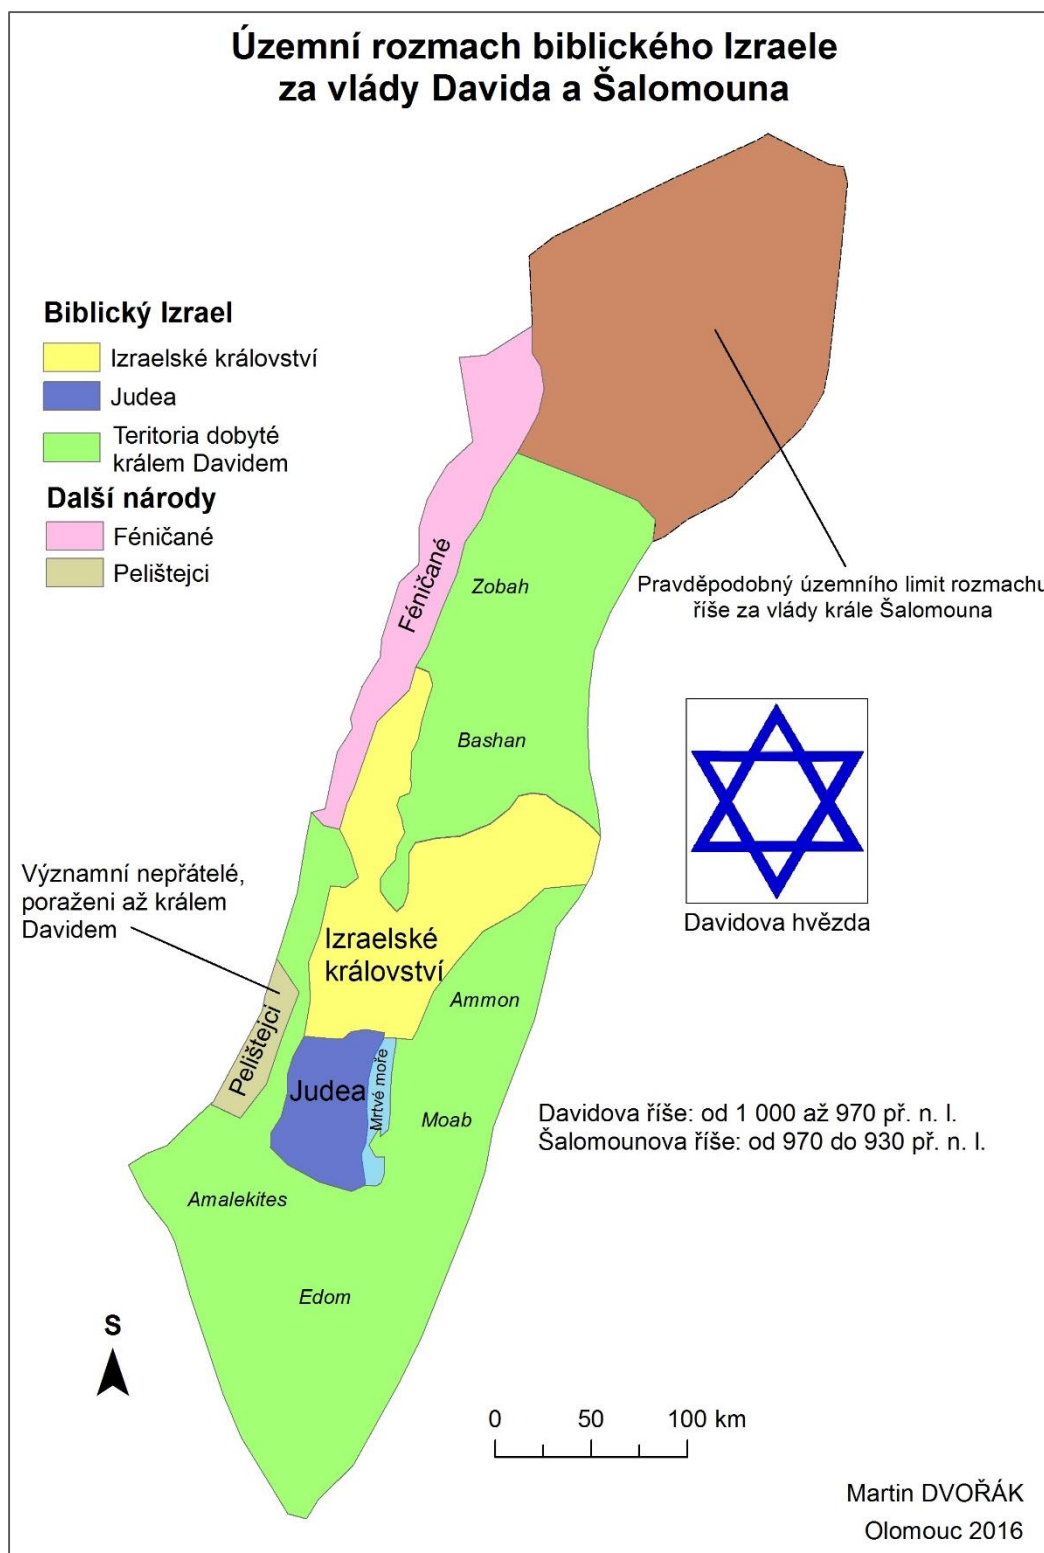 Územní rozmach biblického Izraele
za vlády Davida a Šalomouna
Biblický Izrael
Izraelské království
Judea
Teritoria dobyté
králem Davidem
Další národy
Féničané
Pelištejci
Féničané
Zobah
Pravděpodobný územního limit rozmachu
říše za vlády krále Šalomouna
Bashan
Davidova hvězda
Významní nepřátelé,
poraženi až králem
Davidem
Izraelské
království
Ammon
Pelištejci
Judea
Mrtvé moře
Moab
Davidova říše: od 1 000 až 970 př. n. l.
Šalomounova říše: od 970 do 930 př. n. l.
Amalekites
Edom
S
0 50 100 km
Martin DVOŘÁK
Olomouc 2016